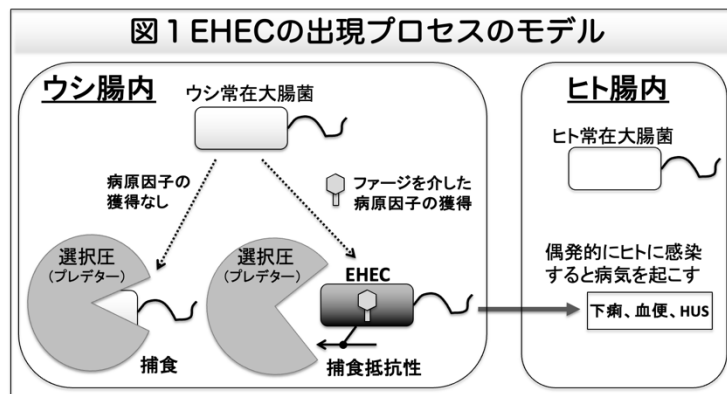 図1 EHECの出現プロセスのモデル
ウシ腸内
ウシ常在大腸菌
病原因子の
獲得なし
ファージを介した
病原因子の獲得
選択圧
(プレデター)
捕食
選択圧
(プレデター)
EHEC
捕食抵抗性
ヒト腸内
ヒト常在大腸菌
偶発的にヒトに感染
すると病気を起こす
下痢、血便、HUS